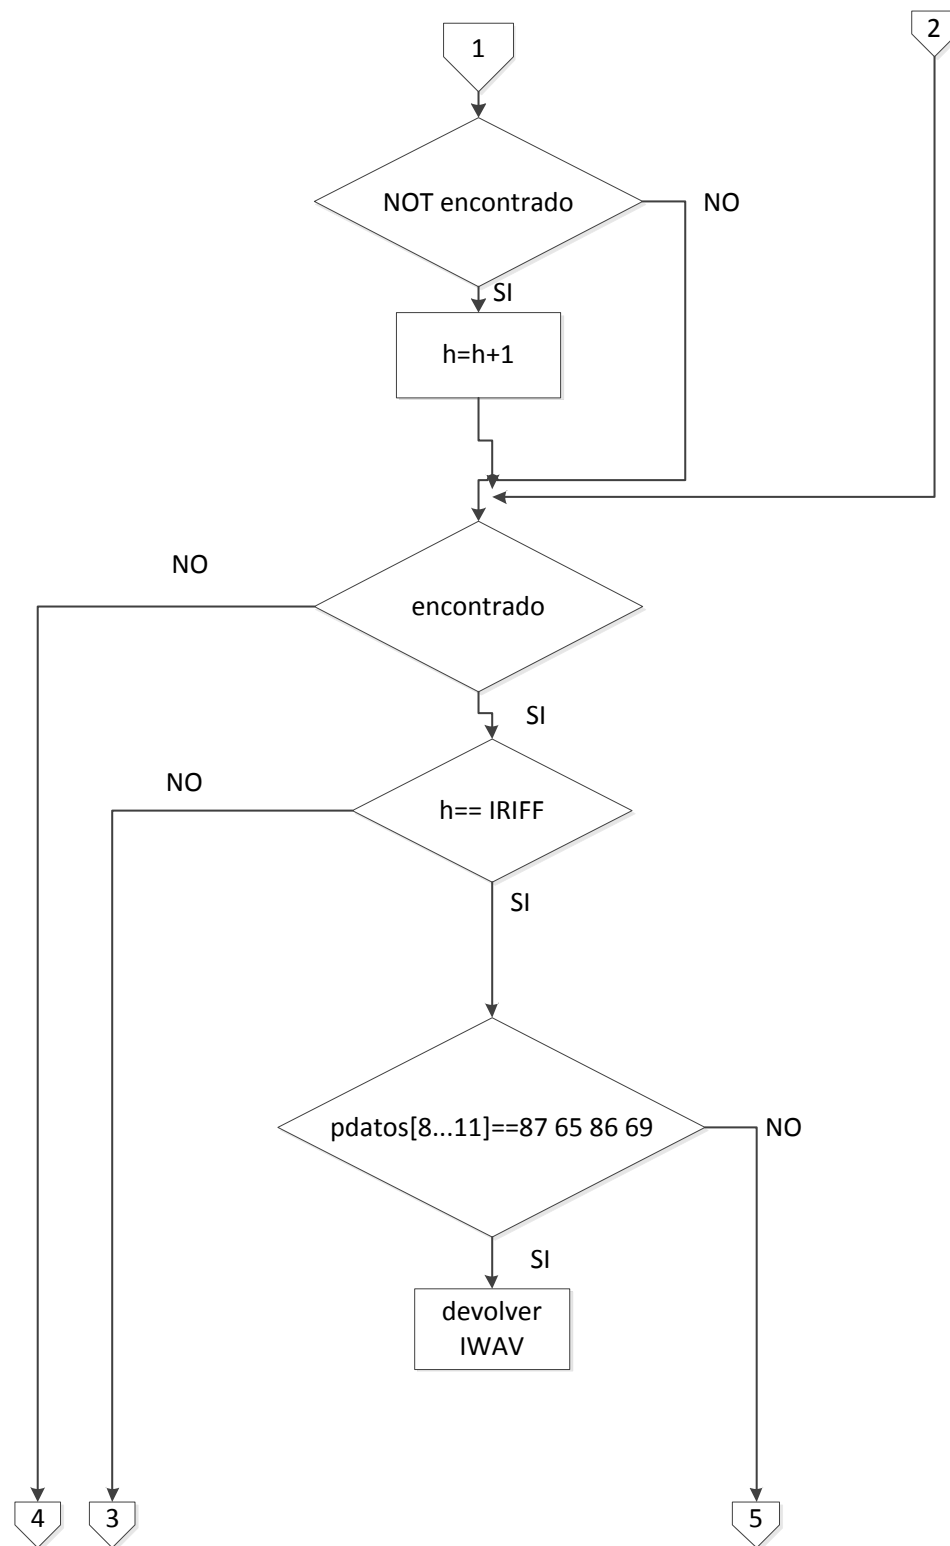 1
2
NOT encontrado
NO
SI
h=h+1
NO
encontrado
SI
NO
h== IRIFF
SI
pdatos[8...11]==87 65 86 69
NO
SI
devolver
IWAV
4
3
5